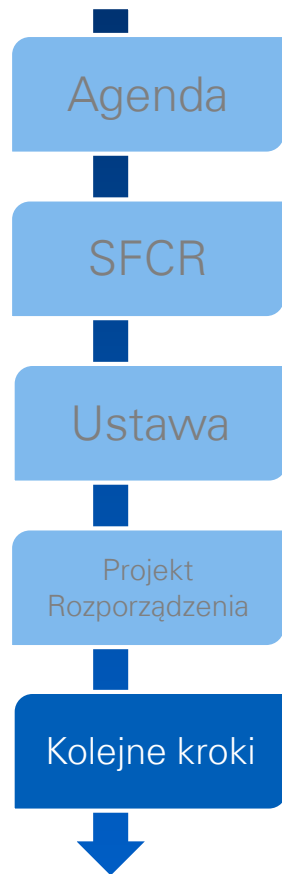 Agenda
SFCR
Ustawa
Projekt
Rozporządzenia
Kolejne kroki